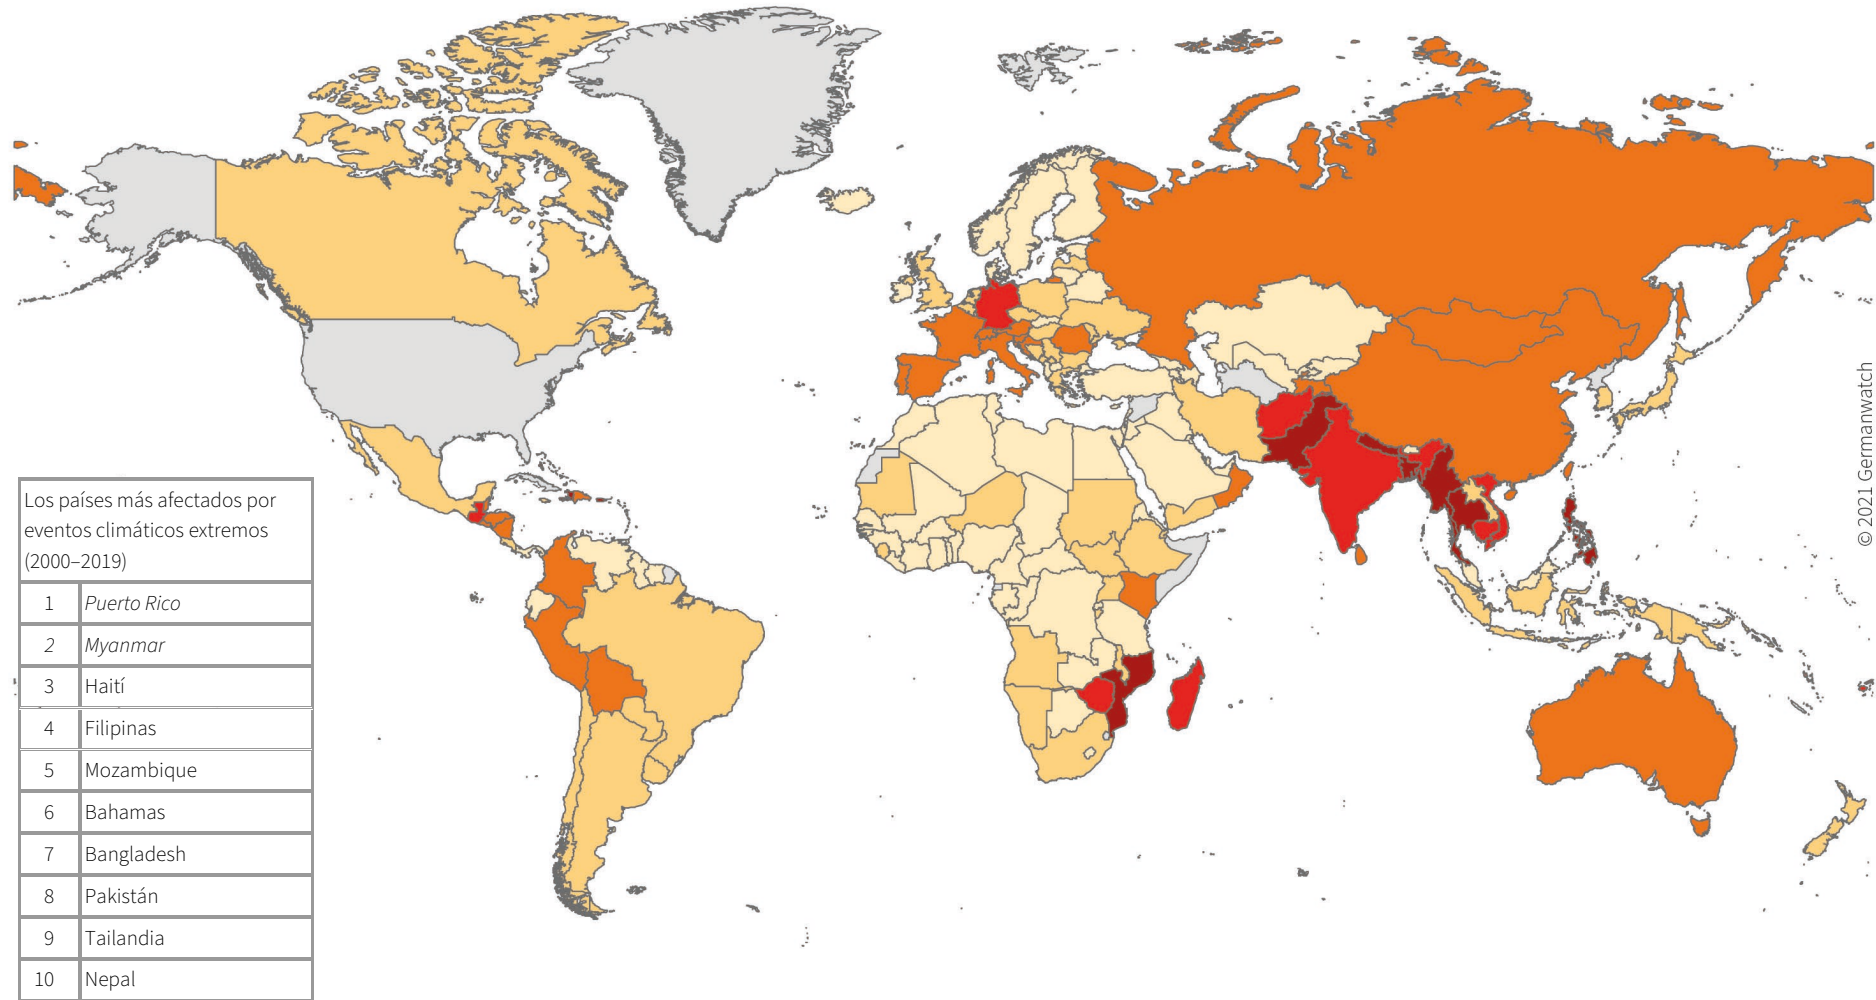 Los países más afectados por
eventos climáticos extremos
(2000–2019)
1 Puerto Rico
2 Myanmar
3 Haití
4 Filipinas
5 Mozambique
6 Bahamas
7 Bangladesh
8 Pakistán
9 Tailandia
10 Nepal
© 2021 Germanwatch